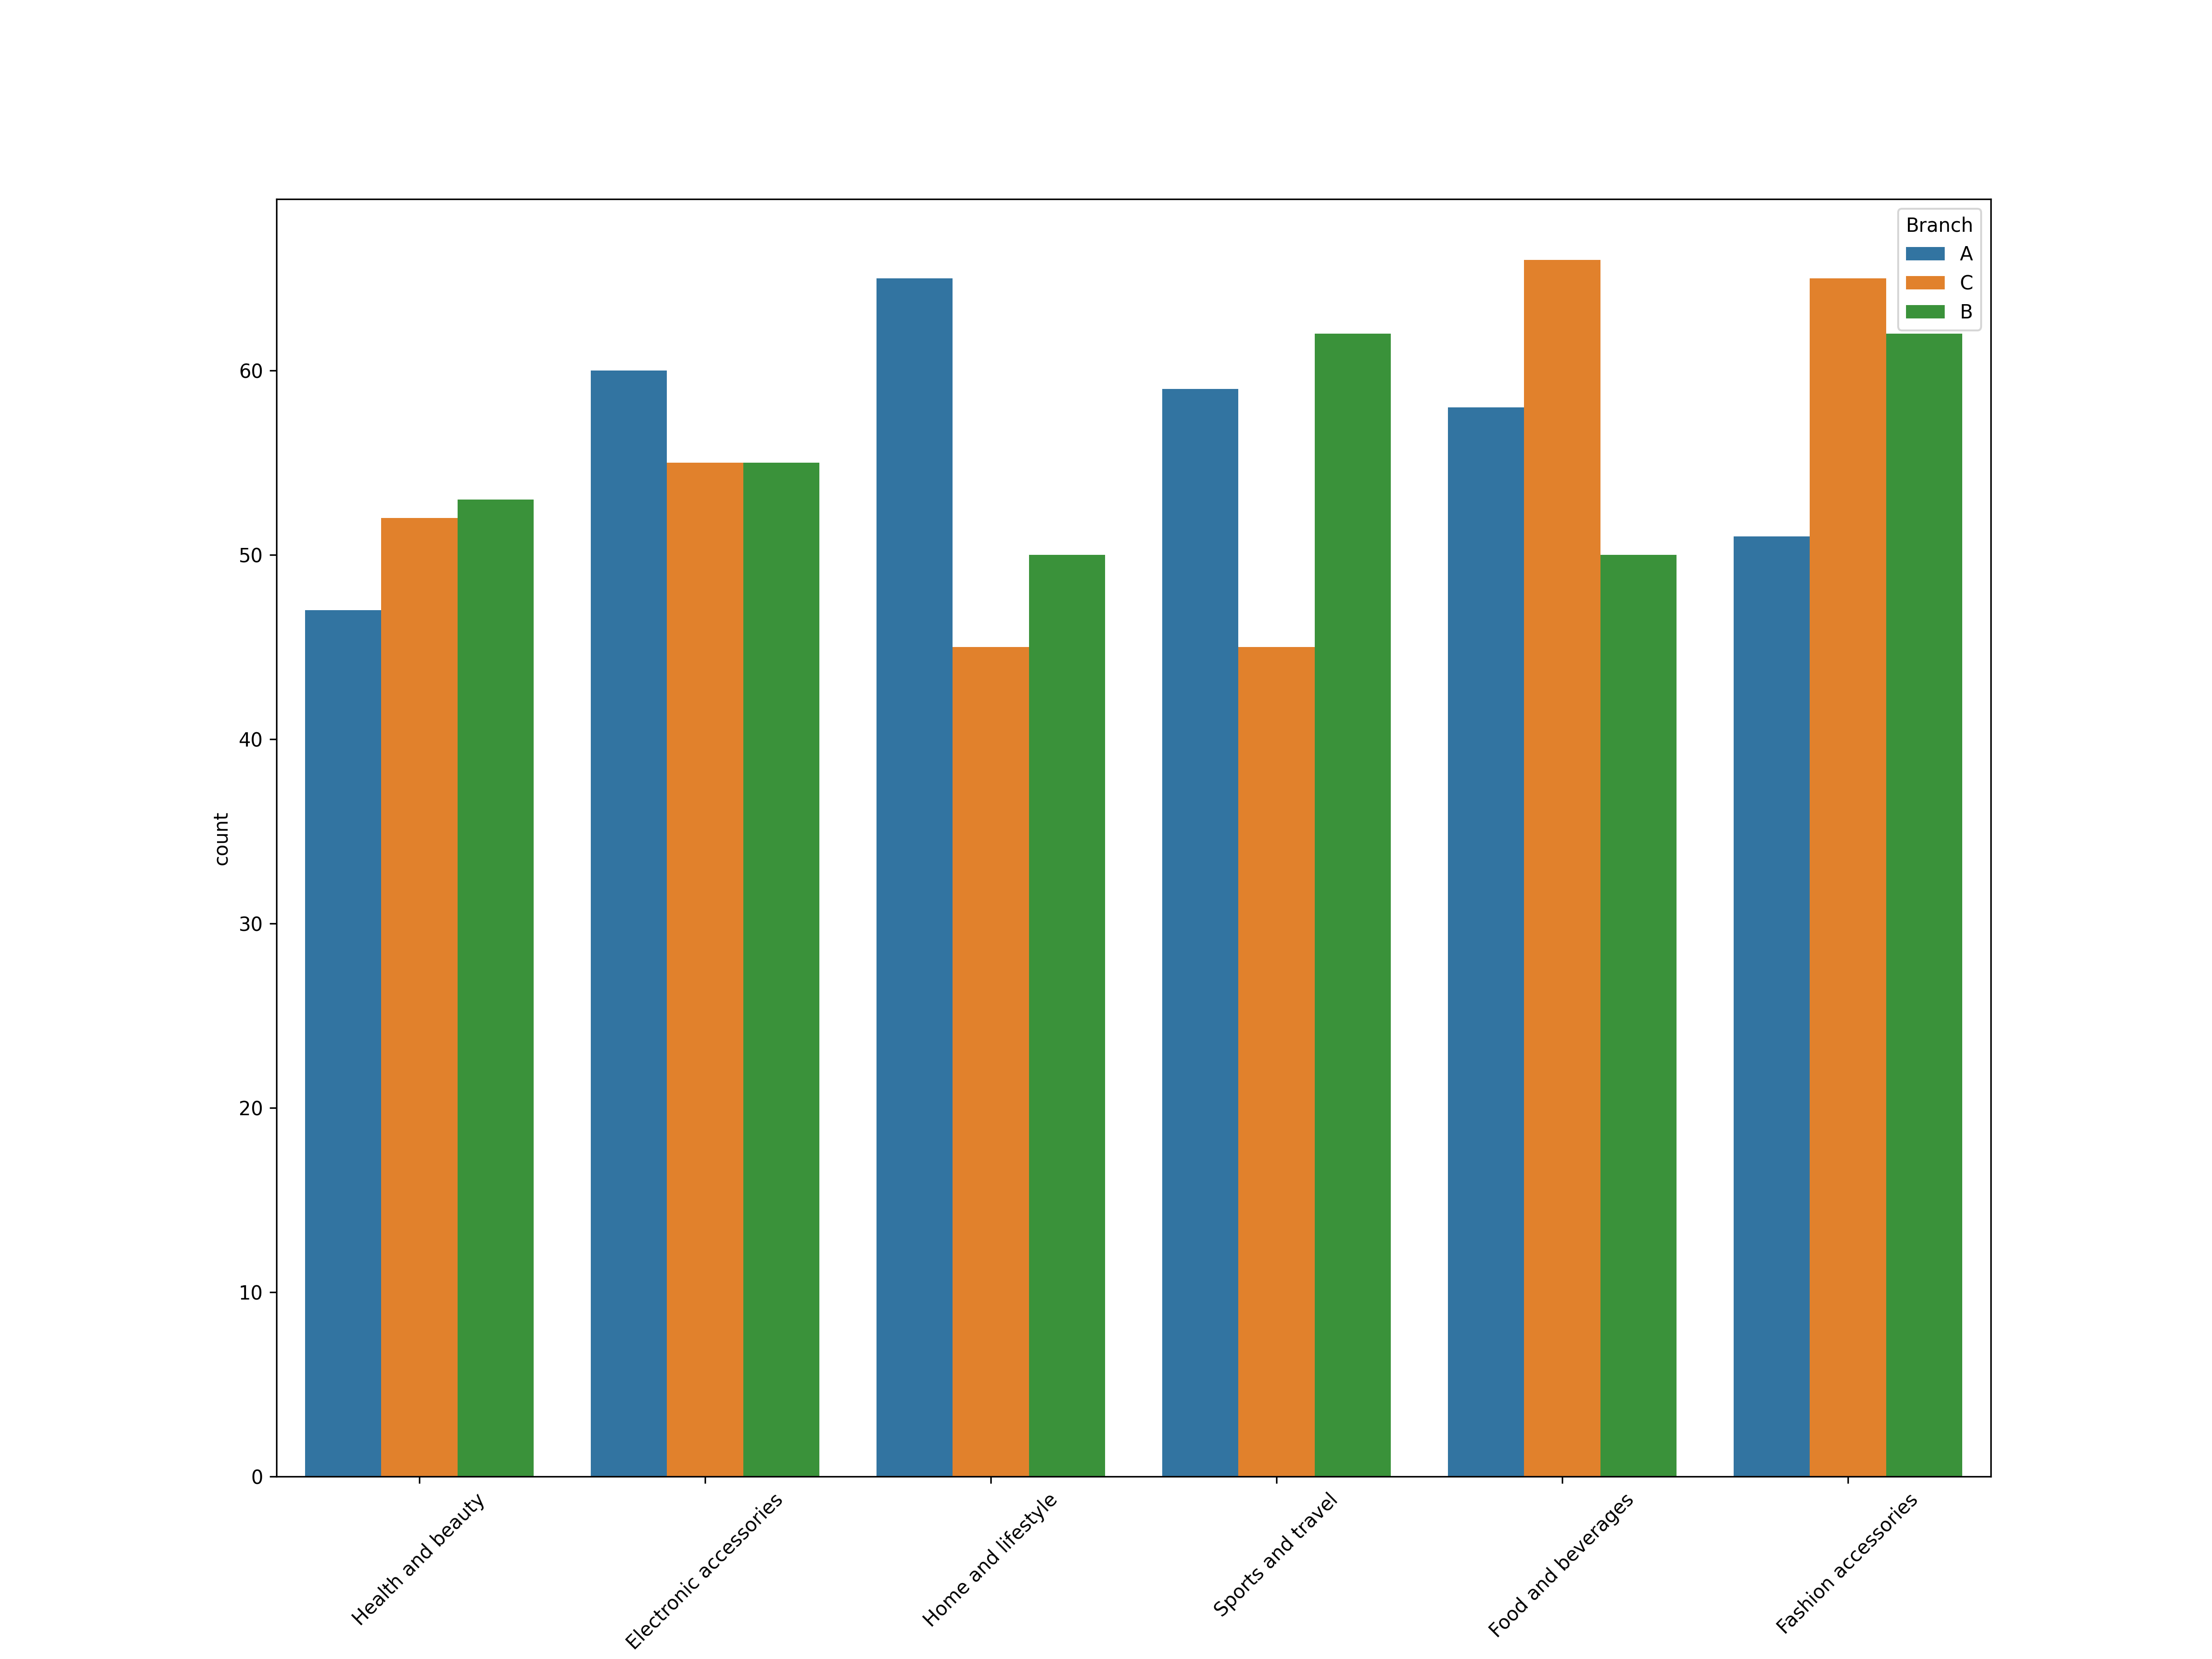 Branch
A
C
B
60
50
40
30
20
10
0
count
Health and beauty
Electronic accessories
Home and lifestyle
Sports and travel
Food and beverages
Fashion accessories